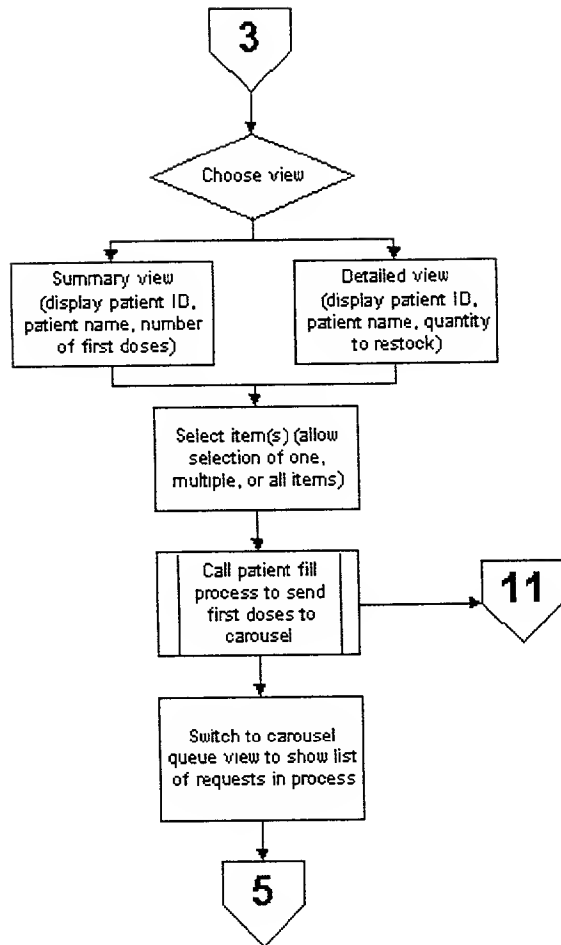 3
Choose view
Summary view
(display patient ID,
patient name, number
of first doses)
Detailed view
(display patient ID,
patient name, quantity
to restock)
Select item(s) (allow
selection of one,
multiple, or all items)
Call patient fill
process to send
first doses to
carousel
11
Switch to carousel
queue view to show list
of requests in process
5